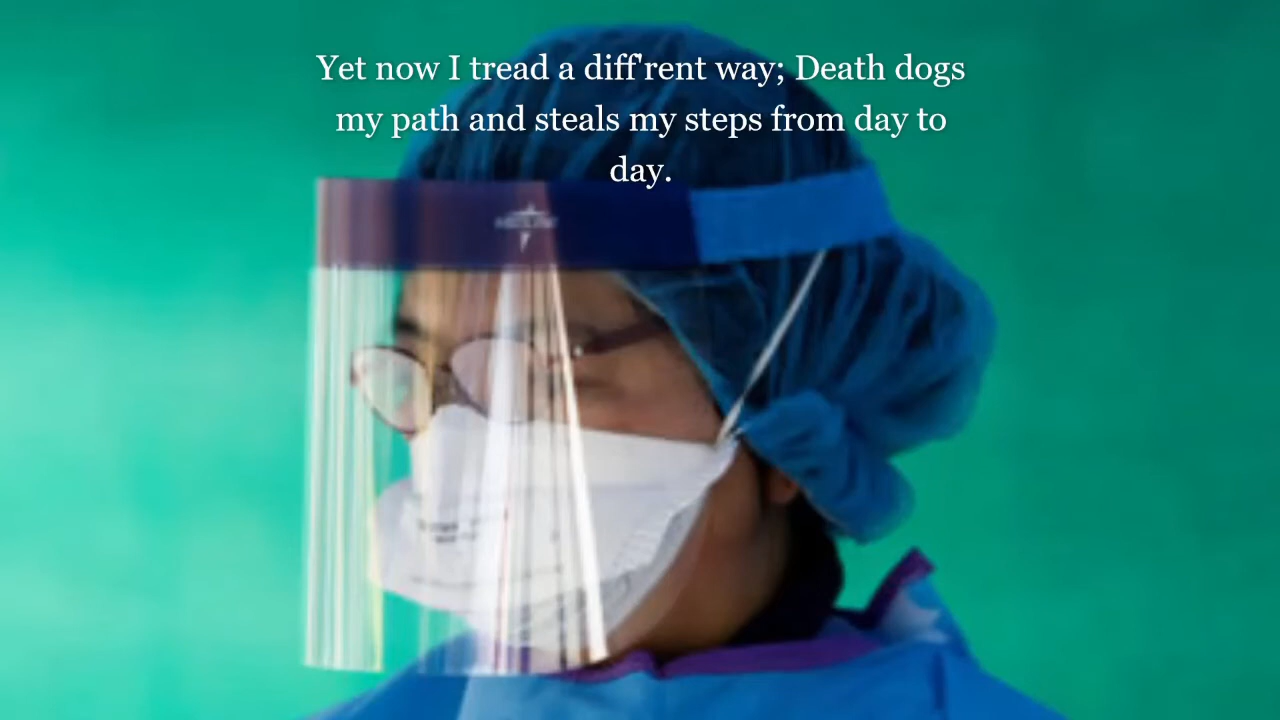 Yet now I tread a diff'rent way; Death dogs
my path and steals my steps from day to
day.